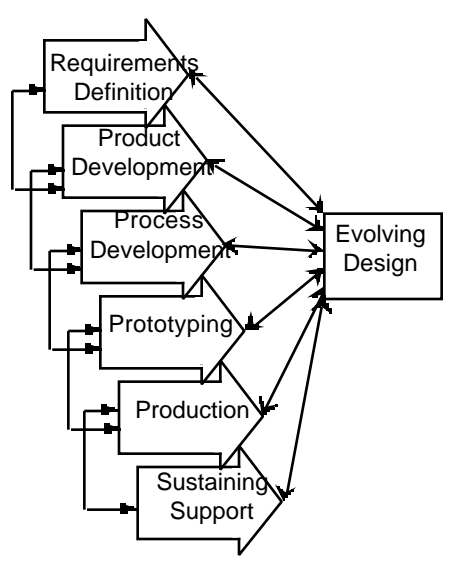 Requirements
Definition
Product
Development
Process
Development
Evolving
Design
Prototyping
Production
Sustaining
Support